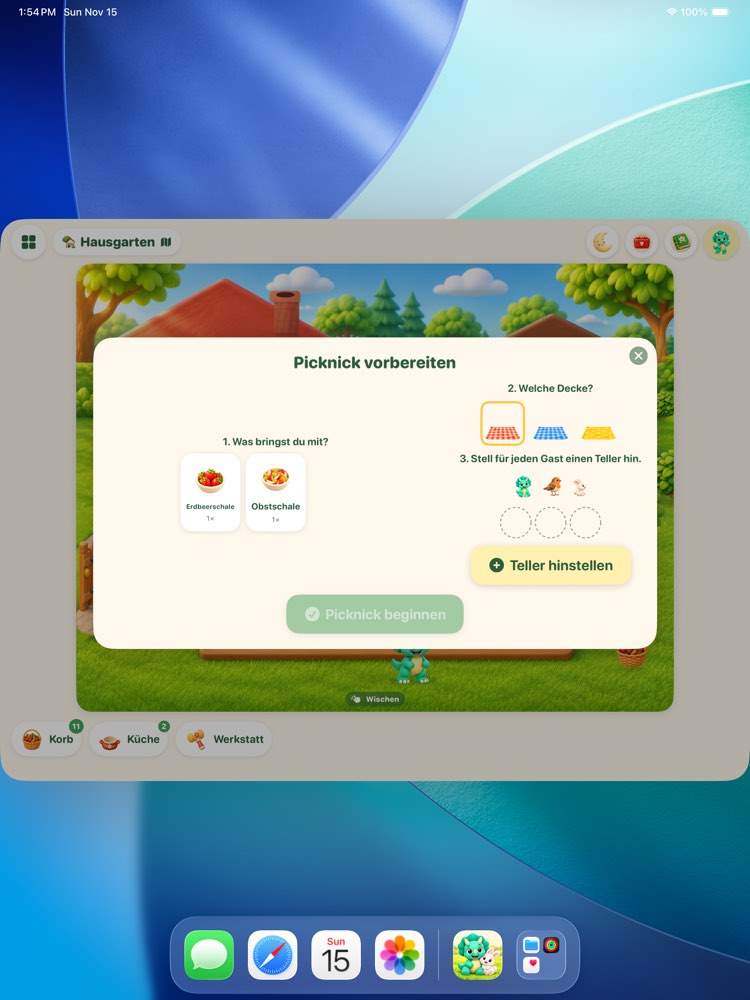 1:54 PM Sun Nov 15
100%
Hausgarten
Picknick vorbereiten
1. Was bringst du mit?
Erdbeerschale
1×
Obstschale
1×
2. Welche Decke?
3. Stell für jeden Gast einen Teller hin.
Teller hinstellen
Picknick beginnen
Wischen
Korb
11
Küche
2
Werkstatt
Sun
15